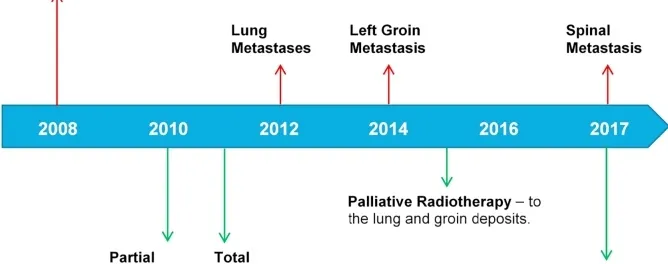 Lung
Metastases
Left Groin
Metastasis
Spinal
Metastasis
2008 2010 2012 2014 2016 2017
Palliative Radiotherapy – to
the lung and groin deposits.
Partial Total